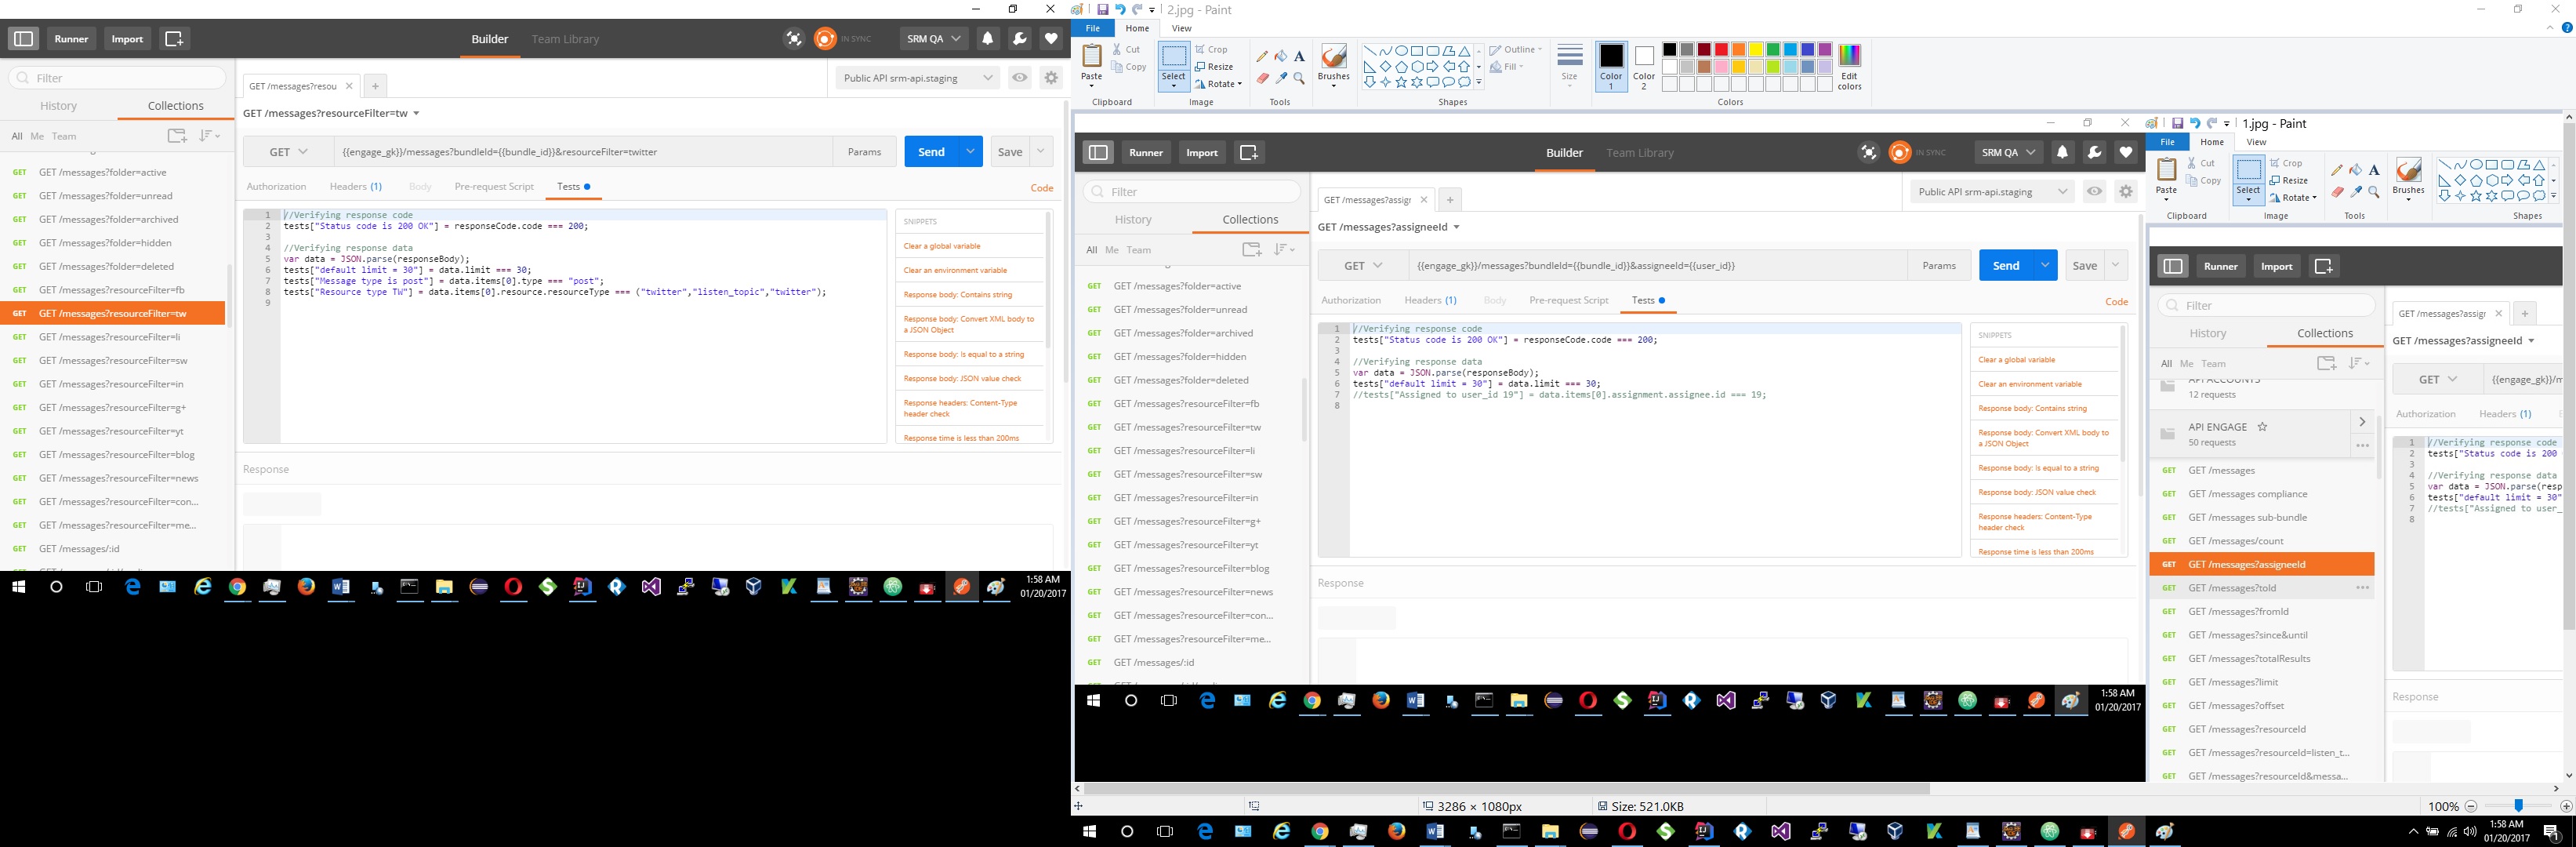 Runner
Import
Builder
Team Library
IN SYNC
SRM QA
Filter
History
Collections
All Me Team
GET GET /messages?folder=active
GET GET /messages?folder=unread
GET GET /messages?folder=archived
GET GET /messages?folder=hidden
GET GET /messages?folder=deleted
GET GET /messages?resourceFilter=fb
GET GET /messages?resourceFilter=tw
GET GET /messages?resourceFilter=li
GET GET /messages?resourceFilter=sw
GET GET /messages?resourceFilter=in
GET GET /messages?resourceFilter=g+
GET GET /messages?resourceFilter=yt
GET GET /messages?resourceFilter=blog
GET GET /messages?resourceFilter=news
GET GET /messages?resourceFilter=con...
GET GET /messages?resourceFilter=me...
GET GET /messages/:id
GET /messages?resou
Public API srm-api.staging
GET /messages?resourceFilter=tw
GET
{{engage_gk}}/messages?bundleId={{bundle_id}}&resourceFilter=twitter
Params
Send
Save
Authorization
Headers (1)
Body
Pre-request Script
Tests
Code
1 //Verifying response code
2 tests["Status code is 200 OK"] = responseCode.code === 200;
3
4 //Verifying response data
5 var data = JSON.parse(responseBody);
6 tests["default limit = 30"] = data.limit === 30;
7 tests["Message type is post"] = data.items[0].type === "post";
8 tests["Resource type TW"] = data.items[0].resource.resourceType === ("twitter","listen_topic","twitter");
9
SNIPPETS
Clear a global variable
Clear an environment variable
Response body: Contains string
Response body: Convert XML body to
a JSON Object
Response body: Is equal to a string
Response body: JSON value check
Response headers: Content-Type
header check
Response time is less than 200ms
Response
1:58 AM
01/20/2017
2.jpg - Paint
File
Home
View
Paste
Cut
Copy
Clipboard
Select
Crop
Resize
Rotate
Image
A
Tools
Brushes
Outline
Fill
Shapes
Size
Color
1
Color
2
Edit
colors
Colors
Runner
Import
Builder
Team Library
IN SYNC
SRM QA
Filter
History
Collections
All Me Team
GET GET /messages?folder=active
GET GET /messages?folder=unread
GET GET /messages?folder=archived
GET GET /messages?folder=hidden
GET GET /messages?folder=deleted
GET GET /messages?resourceFilter=fb
GET GET /messages?resourceFilter=tw
GET GET /messages?resourceFilter=li
GET GET /messages?resourceFilter=sw
GET GET /messages?resourceFilter=in
GET GET /messages?resourceFilter=g+
GET GET /messages?resourceFilter=yt
GET GET /messages?resourceFilter=blog
GET GET /messages?resourceFilter=news
GET GET /messages?resourceFilter=con...
GET GET /messages?resourceFilter=me...
GET GET /messages/:id
GET /messages?assigr
Public API srm-api.staging
GET /messages?assigneeId
GET
{{engage_gk}}/messages?bundleId={{bundle_id}}&assigneeId={{user_id}}
Params
Send
Save
Authorization
Headers (1)
Body
Pre-request Script
Tests
Code
1 //Verifying response code
2 tests["Status code is 200 OK"] = responseCode.code === 200;
3
4 //Verifying response data
5 var data = JSON.parse(responseBody);
6 tests["default limit = 30"] = data.limit === 30;
7 //tests["Assigned to user_id 19"] = data.items[0].assignment.assignee.id === 19;
8
SNIPPETS
Clear a global variable
Clear an environment variable
Response body: Contains string
Response body: Convert XML body to
a JSON Object
Response body: Is equal to a string
Response body: JSON value check
Response headers: Content-Type
header check
Response time is less than 200ms
Response
1:58 AM
01/20/2017
1.jpg - Paint
File
Home
View
Paste
Cut
Copy
Clipboard
Select
Crop
Resize
Rotate
Image
A
Tools
Brushes
Shapes
Runner
Import
Filter
History
Collections
All Me Team
API ACCOUNTS
12 requests
API ENGAGE
50 requests
GET GET /messages
GET GET /messages compliance
GET GET /messages sub-bundle
GET GET /messages/count
GET GET /messages?assigneeId
GET GET /messages?toId
GET GET /messages?fromId
GET GET /messages?since&until
GET GET /messages?totalResults
GET GET /messages?limit
GET GET /messages?offset
GET GET /messages?resourceId
GET GET /messages?resourceId=listen_t...
GET GET /messages?resourceId&messa...
GET /messages?assigr
GET /messages?assigneeId
GET
{{engage_gk}}/m
Authorization
Headers (1)
1 //Verifying response code
2 tests["Status code is 200
3
4 //Verifying response data
5 var data = JSON.parse(resp
6 tests["default limit = 30"
7 //tests["Assigned to user_
8
Response
3286 × 1080px
Size: 521.0KB
100%
1:58 AM
01/20/2017